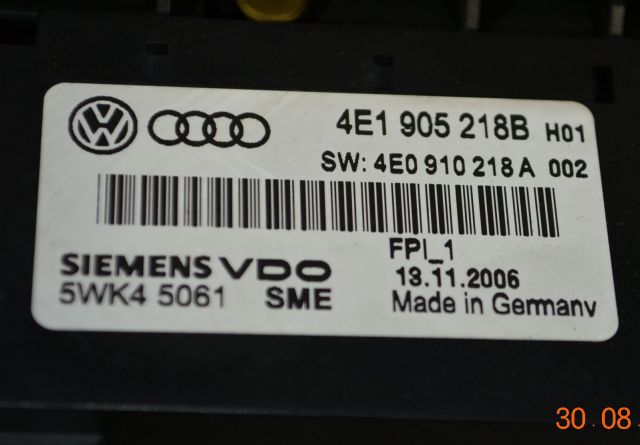 4E1 905 218B H01
SW: 4E0 910 218 A 002
FPI_1
SIEMENS VDO
13.11.2006
5WK4 5061 SME
Made in Germany
30 08